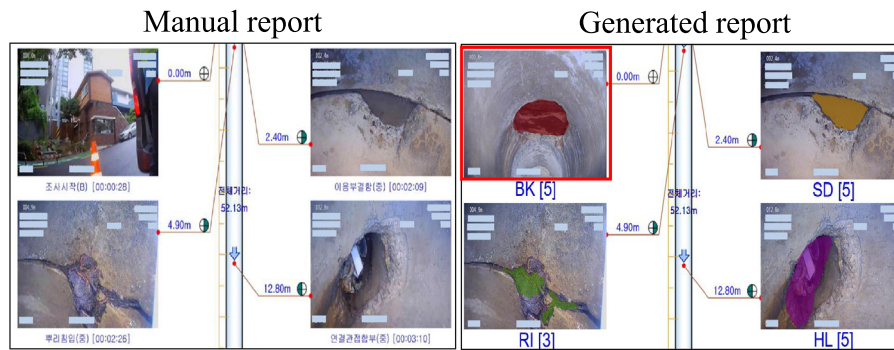 Manual report
Generated report
0.00m
조사시작(B) [00:00:28]
2.40m
이음부결함(중) [00:02:09]
전체거리:
52.13m
4.90m
뿌리침입(중) [00:02:26]
12.80m
연결관접합부(중) [00:03:10]
0.00m
BK [5]
2.40m
SD [5]
전체거리:
52.13m
4.90m
RI [3]
12.80m
HL [5]